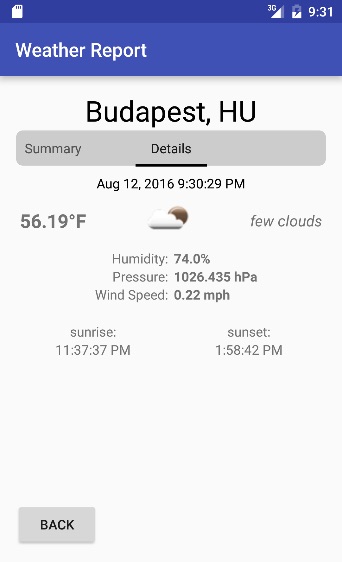 3G 9:31
Weather Report
Budapest, HU
Summary Details
Aug 12, 2016 9:30:29 PM
56.19°F few clouds
Humidity: 74.0%
Pressure: 1026.435 hPa
Wind Speed: 0.22 mph
sunrise: sunset:
11:37:37 PM 1:58:42 PM
BACK